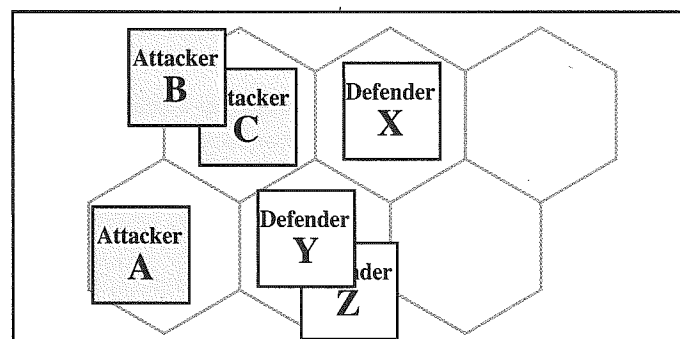 Attacker
B
tacker
C
Defender
X
Attacker
A
Defender
Y
nder
Z